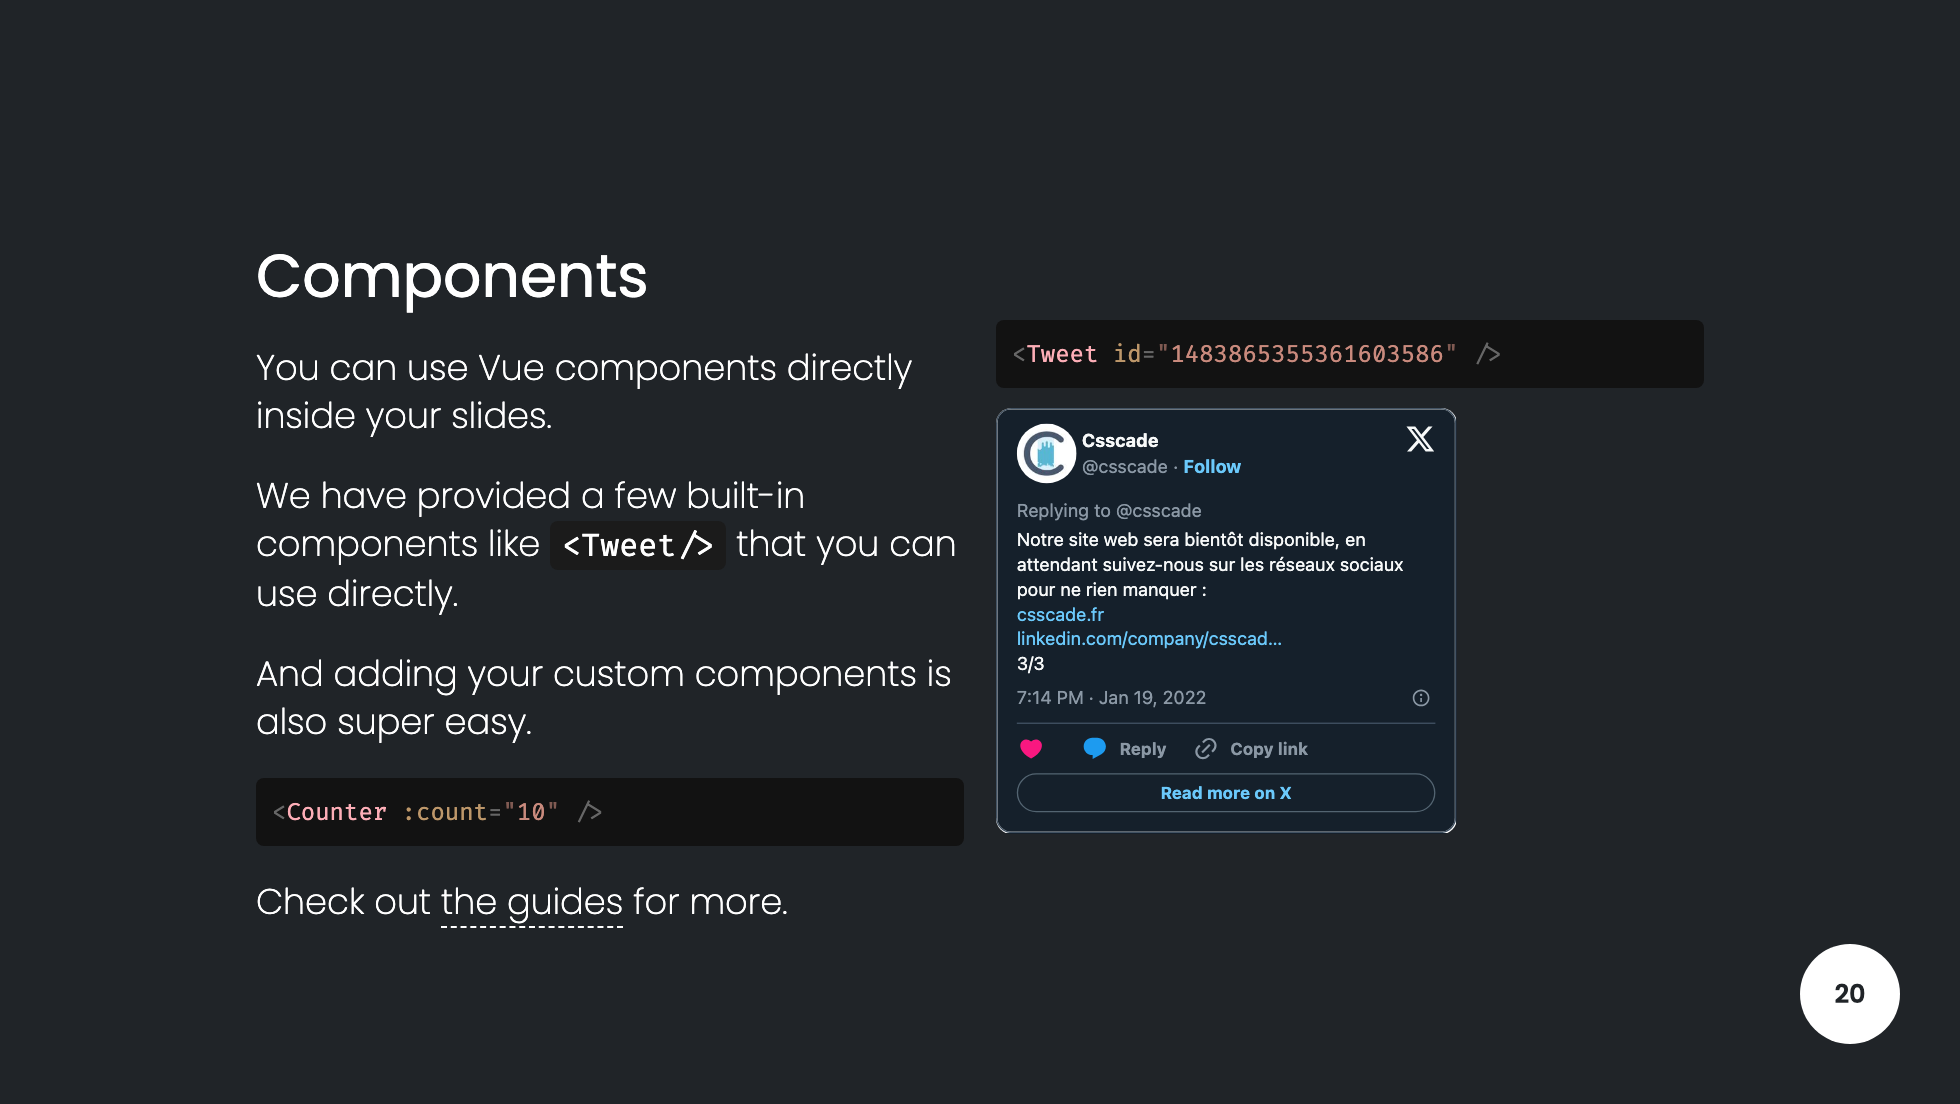 Components
You can use Vue components directly
inside your slides.
We have provided a few built-in
components like <Tweet/> that you can
use directly.
And adding your custom components is
also super easy.
<Counter :count="10" />
Check out the guides for more.
<Tweet id="1483865355361603586" />
Csscade
@csscade · Follow
Replying to @csscade
Notre site web sera bientôt disponible, en
attendant suivez-nous sur les réseaux sociaux
pour ne rien manquer :
csscade.fr
linkedin.com/company/csscad...
3/3
7:14 PM · Jan 19, 2022
Reply Copy link
Read more on X
20